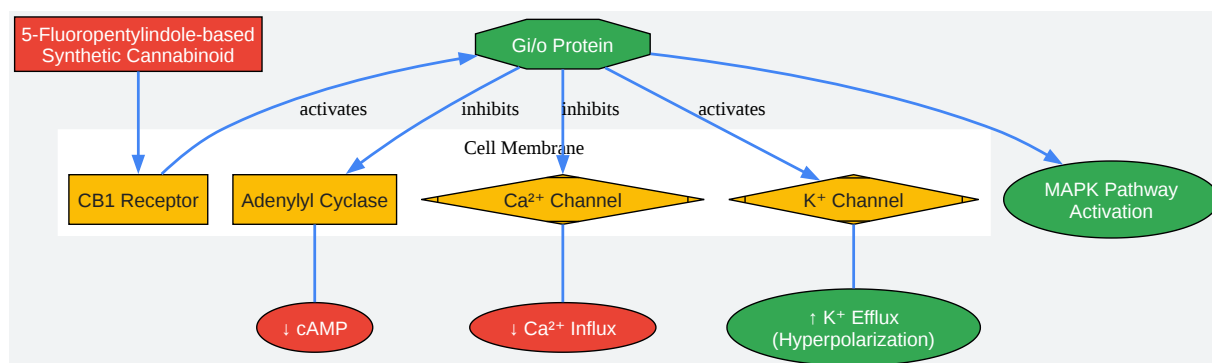 5-Fluoropentylindole-based
Synthetic Cannabinoid
Gi/o Protein
activates
inhibits
inhibits
activates
Cell Membrane
CB1 Receptor
Adenylyl Cyclase
Ca²⁺ Channel
K⁺ Channel
MAPK Pathway
Activation
↓ cAMP
↓ Ca²⁺ Influx
↑ K⁺ Efflux
(Hyperpolarization)